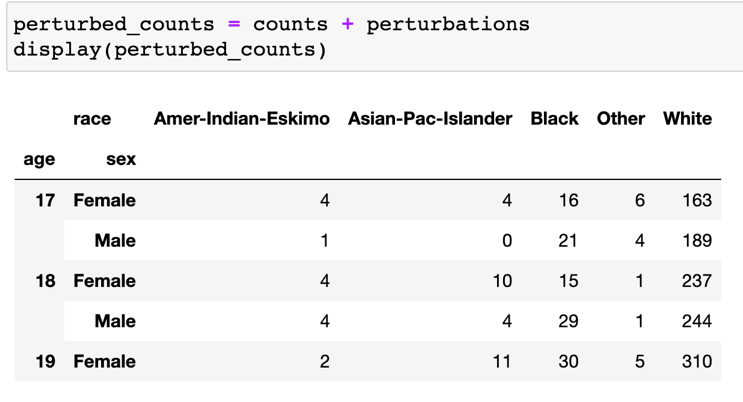 perturbed_counts = counts + perturbations
display(perturbed_counts)
race Amer-Indian-Eskimo Asian-Pac-Islander Black Other White
age sex
17 Female 4 4 16 6 163
Male 1 0 21 4 189
18 Female 4 10 15 1 237
Male 4 4 29 1 244
19 Female 2 11 30 5 310